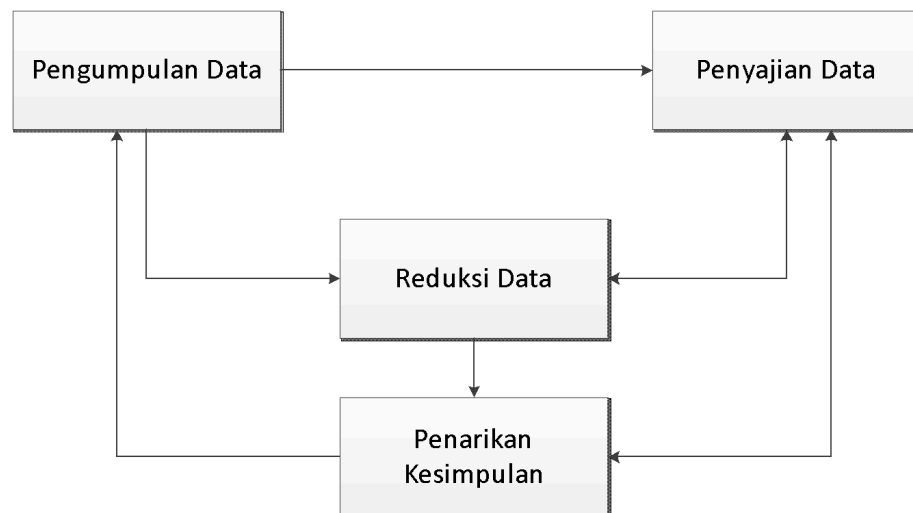 Pengumpulan Data
Penyajian Data
Reduksi Data
Penarikan
Kesimpulan